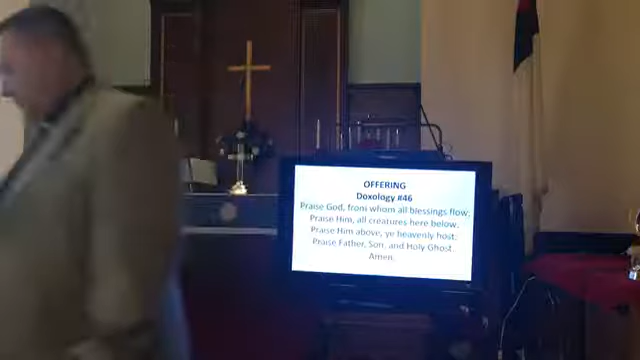 OFFERING
Doxology #46
Praise God, from whom all blessings flow;
Praise Him, all creatures here below.
Praise Him above, ye heavenly host:
Praise Father, Son, and Holy Ghost.
Amen.